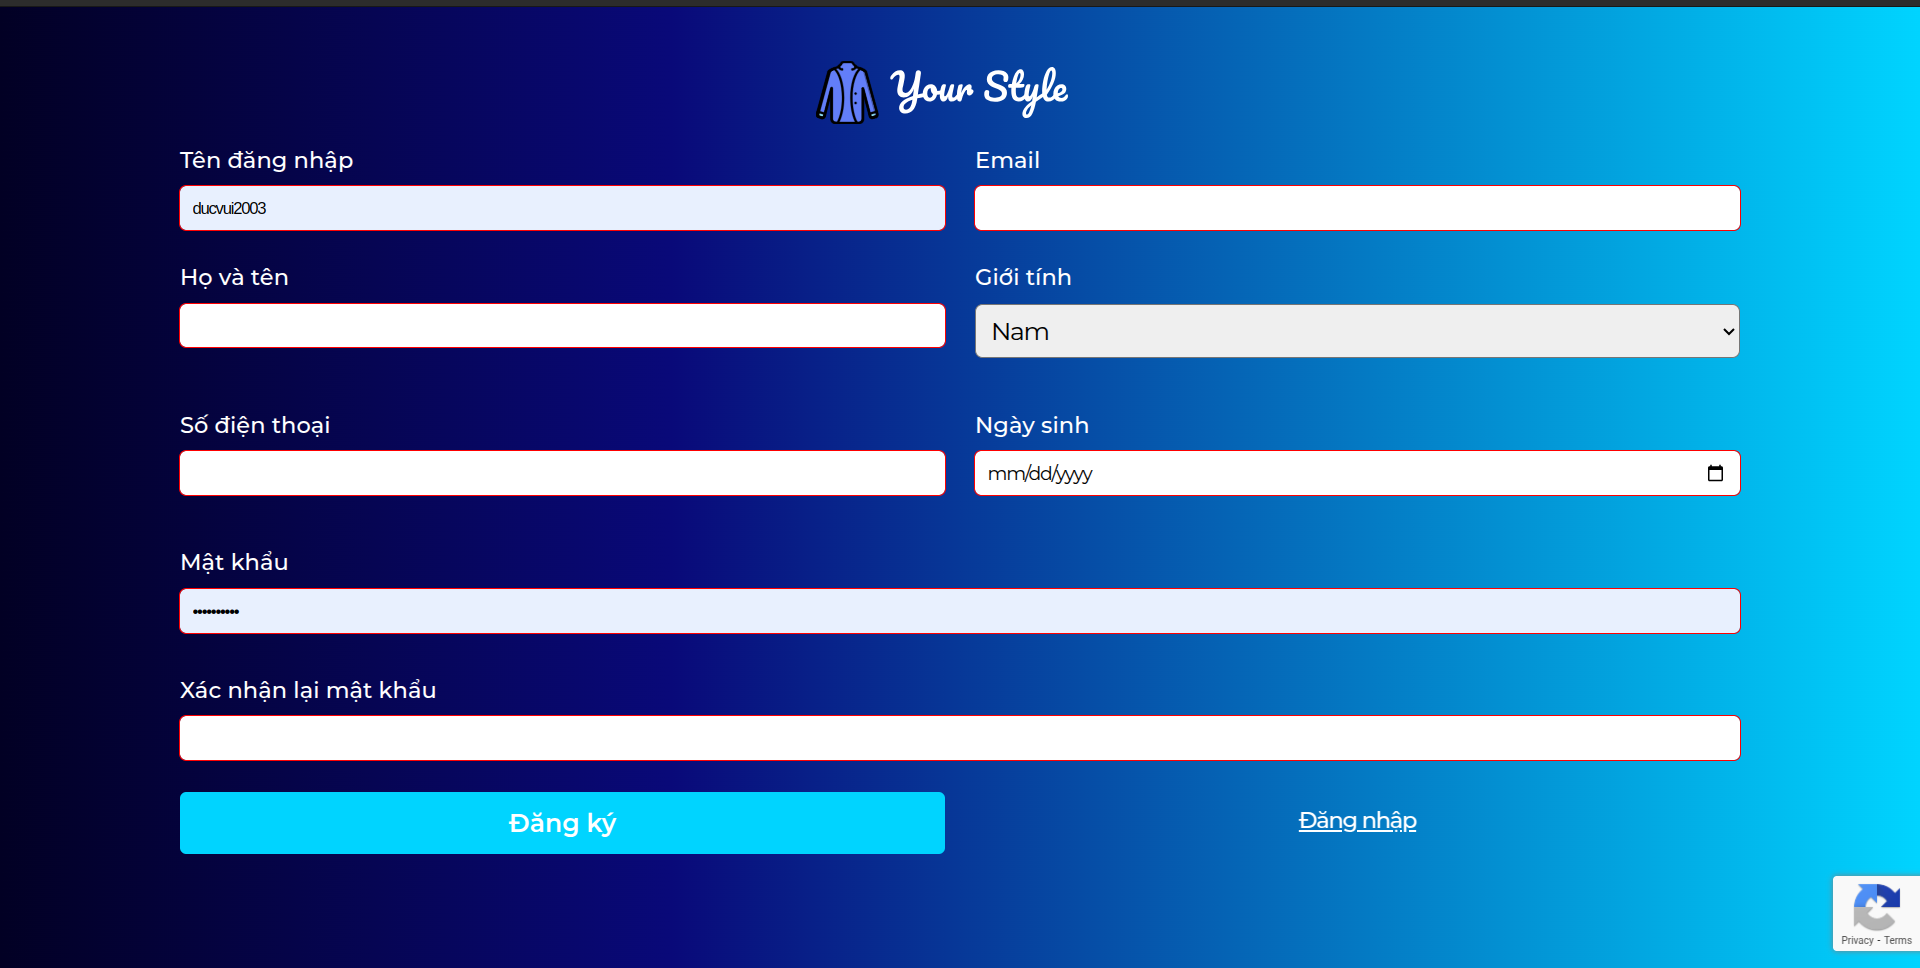 Your Style
Tên đăng nhập
ducvui2003
Email
Họ và tên
Giới tính
Nam
Số điện thoại
Ngày sinh
mm/dd/yyyy
Mật khẩu
••••••••••
Xác nhận lại mật khẩu
Đăng ký
Đăng nhập
Privacy - Terms